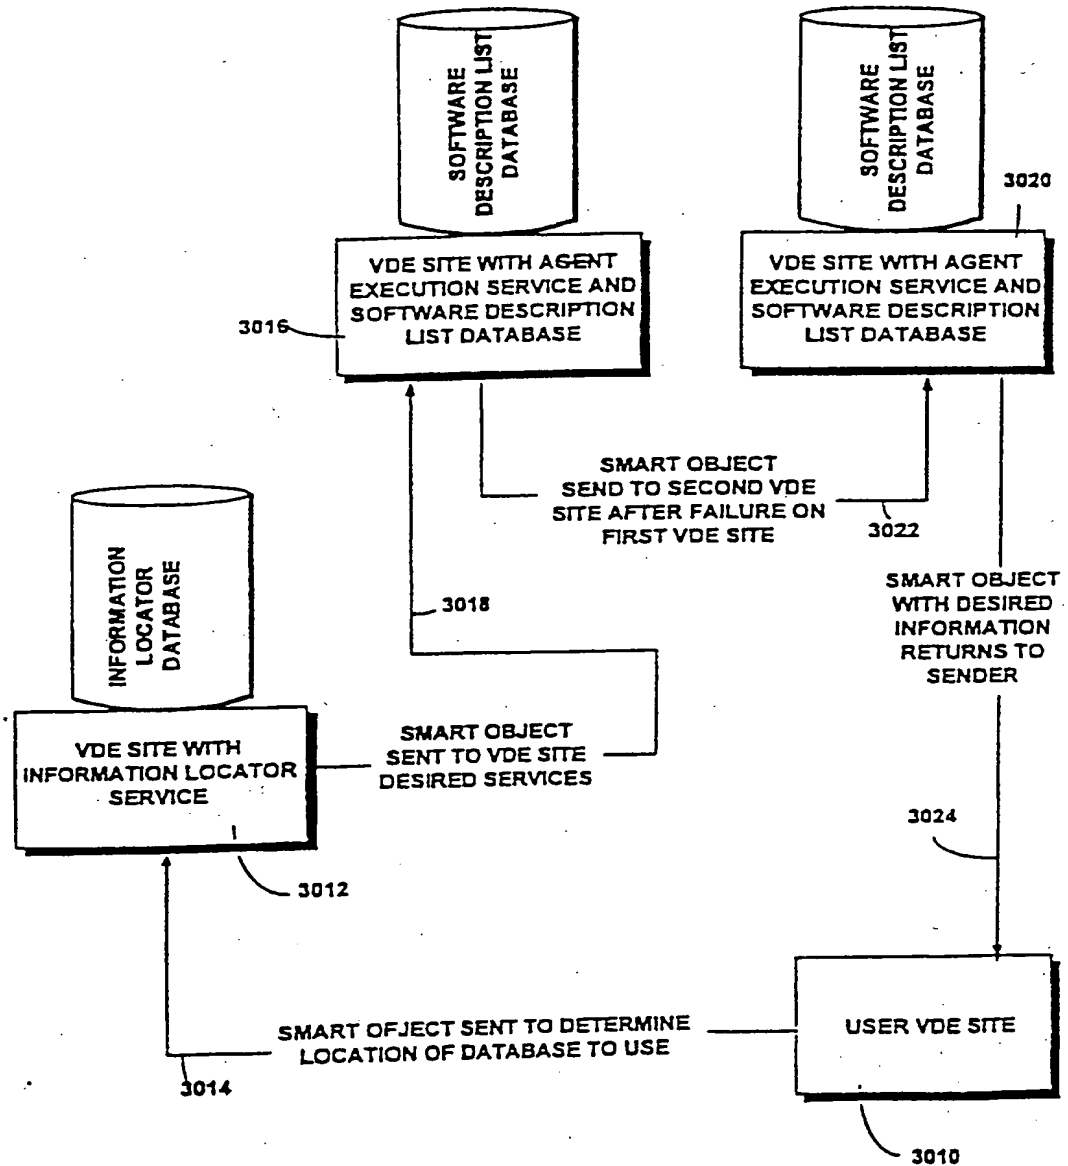 SOFTWARE
DESCRIPTION LIST
DATABASE
SOFTWARE
DESCRIPTION LIST
DATABASE
3020
VDE SITE WITH AGENT
EXECUTION SERVICE AND
SOFTWARE DESCRIPTION
LIST DATABASE
3016
VDE SITE WITH AGENT
EXECUTION SERVICE AND
SOFTWARE DESCRIPTION
LIST DATABASE
SMART OBJECT
SEND TO SECOND VDE
SITE AFTER FAILURE ON
FIRST VDE SITE
3022
INFORMATION
LOCATOR
DATABASE
3018
SMART OBJECT
WITH DESIRED
INFORMATION
RETURNS TO
SENDER
VDE SITE WITH
INFORMATION LOCATOR
SERVICE
SMART OBJECT
SENT TO VDE SITE
DESIRED SERVICES
3024
3012
SMART OFJECT SENT TO DETERMINE
LOCATION OF DATABASE TO USE
USER VDE SITE
3014
3010